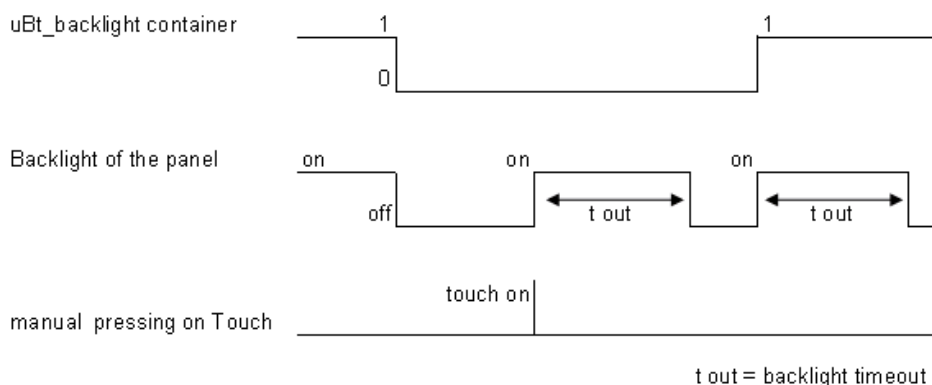 uBt_backlight container
1
1
0
Backlight of the panel
on
on
on
off
t out
t out
touch on
manual pressing on Touch
t out = backlight timeout